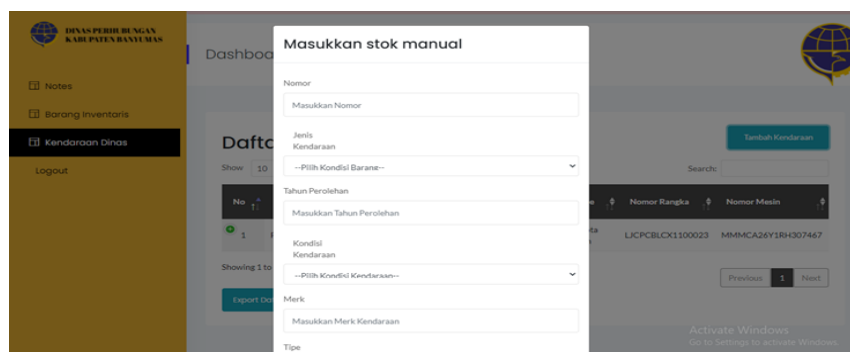 DINAS PERHUBUNGAN
KABUPATEN BANYUMAS
Notes
Barang Inventaris
Kendaraan Dinas
Logout
Dashboa
Masukkan stok manual
Nomor
Masukkan Nomor
Jenis
Kendaraan
--Pilih Kondisi Barang--
Tahun Perolehan
Masukkan Tahun Perolehan
Kondisi
Kendaraan
--Pilih Kondisi Kendaraan--
Merk
Masukkan Merk Kendaraan
Tipe
Dafta
Tambah Kendaraan
Show 10
Search:
No
Nomor Rangka
Nomor Mesin
1
LJCPCBLCX1100023
MMMCA26Y1RH307467
Showing 1 to
Previous 1 Next
Export Da
Activate Windows
Go to Settings to activate Windows.